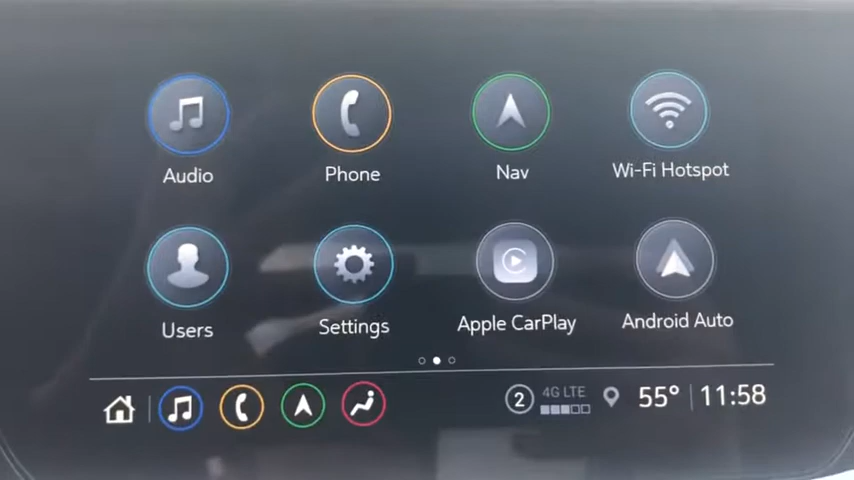 Audio Phone Nav Wi-Fi Hotspot
Users Settings Apple CarPlay Android Auto
2 4G LTE 55° 11:58